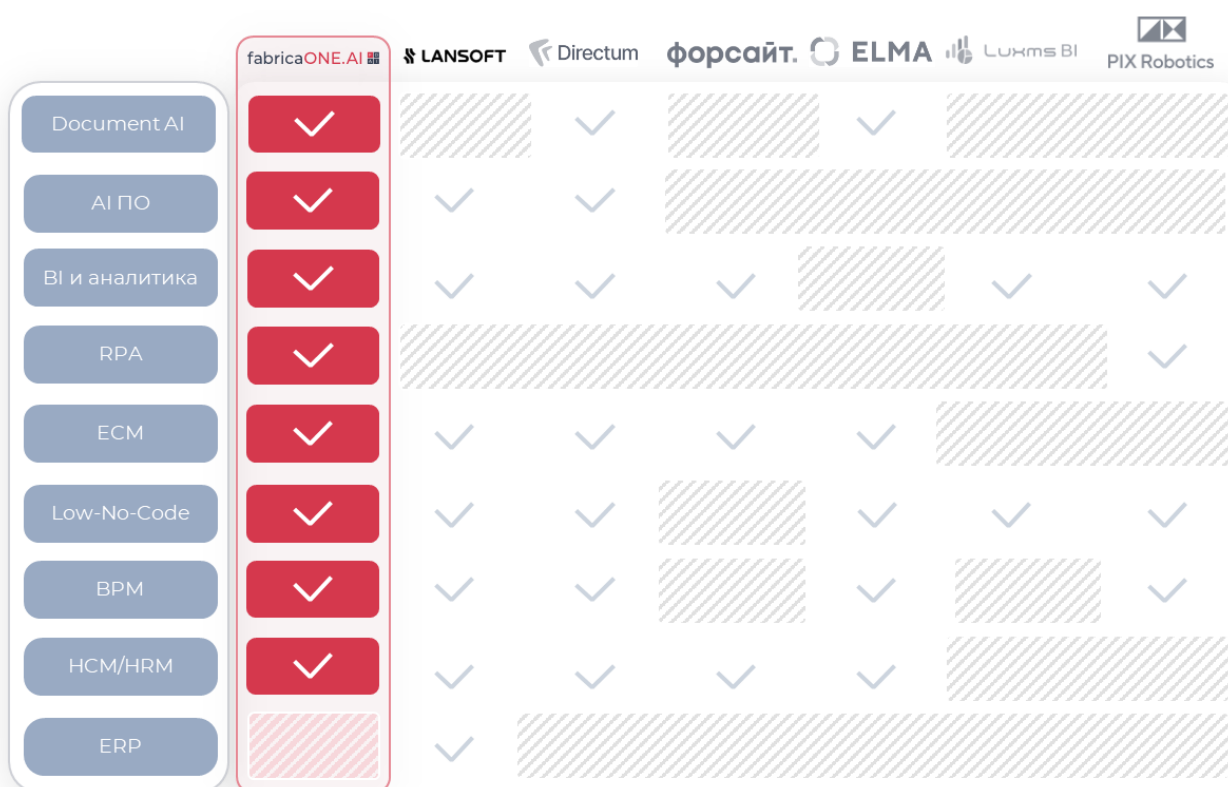 fabricaONE.AI
LANSOFT
Directum
форсайт.
ELMA
Luxms BI
PIX Robotics
Document AI
AI ПО
BI и аналитика
RPA
ECM
Low-No-Code
BPM
HCM/HRM
ERP